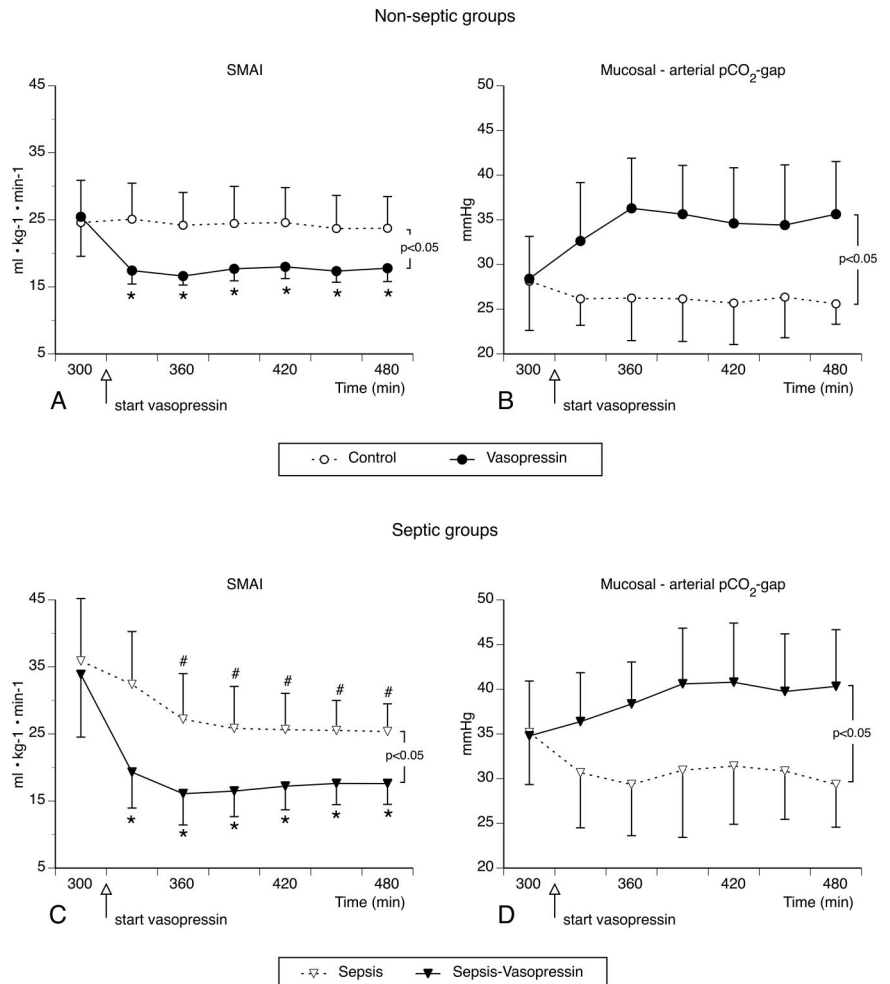 Non-septic groups
SMAI
45
35
25
15
5
ml • kg-1 • min-1
p<0.05
* * * * * *
300 360 420 480
Time (min)
A
start vasopressin
Mucosal - arterial pCO2-gap
50
45
40
35
30
25
20
mmHg
p<0.05
300 360 420 480
Time (min)
B
start vasopressin
Control Vasopressin
Septic groups
SMAI
45
35
25
15
5
ml • kg-1 • min-1
# # # # #
p<0.05
* * * * * *
300 360 420 480
Time (min)
C
start vasopressin
Mucosal - arterial pCO2-gap
50
45
40
35
30
25
20
mmHg
p<0.05
300 360 420 480
Time (min)
D
start vasopressin
Sepsis Sepsis-Vasopressin